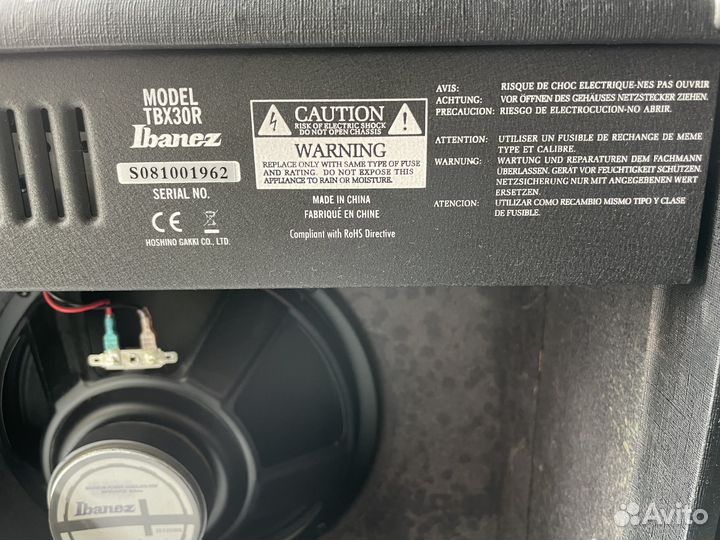 MODEL
TBX30R
Ibanez
S081001962
SERIAL NO.
CE
HOSHINO GAKKI CO., LTD.
CAUTION
RISK OF ELECTRIC SHOCK
DO NOT OPEN CHASSIS
WARNING
REPLACE ONLY WITH SAME TYPE OF FUSE
AND RATING. DO NOT EXPOSE THIS
APPLIANCE TO RAIN OR MOISTURE.
MADE IN CHINA
FABRIQUÉ EN CHINE
Compliant with RoHS Directive
AVIS: RISQUE DE CHOC ELECTRIQUE-NES PAS OUVRIR
ACHTUNG: VOR ÖFFNEN DES GEHÄUSES NETZSTECKER ZIEHEN.
PRECAUCION: RIESGO DE ELECTROCUCION-NO ABRIR.
ATTENTION: UTILISER UN FUSIBLE DE RECHANGE DE MEME
TYPE ET CALIBRE.
WARNUNG: WARTUNG UND REPARATUREN DEM FACHMANN
ÜBERLASSEN. GERAT VOR FEUCHTIGKEIT SCHÜTZEN.
NETZSICHERUNG NUR MIT ANGEGEBENEN WERT
ERSETZEN.
ATENCION: UTILIZAR COMO RECAMBIO MISMO TIPO Y CLASE
DE FUSIBLE.
Ibanez
Avito